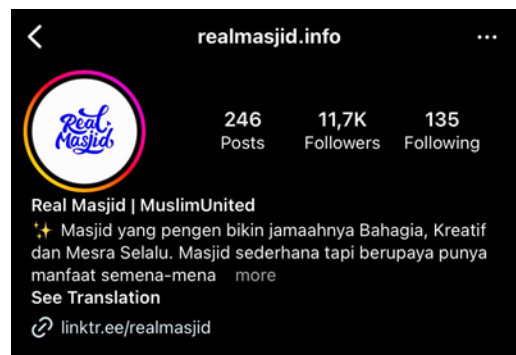 realmasjid.info
Real Masjid
246 11,7K 135
Posts Followers Following
Real Masjid | MuslimUnited
✨ Masjid yang pengen bikin jamaahnya Bahagia, Kreatif
dan Mesra Selalu. Masjid sederhana tapi berupaya punya
manfaat semena-mena more
See Translation
linktr.ee/realmasjid